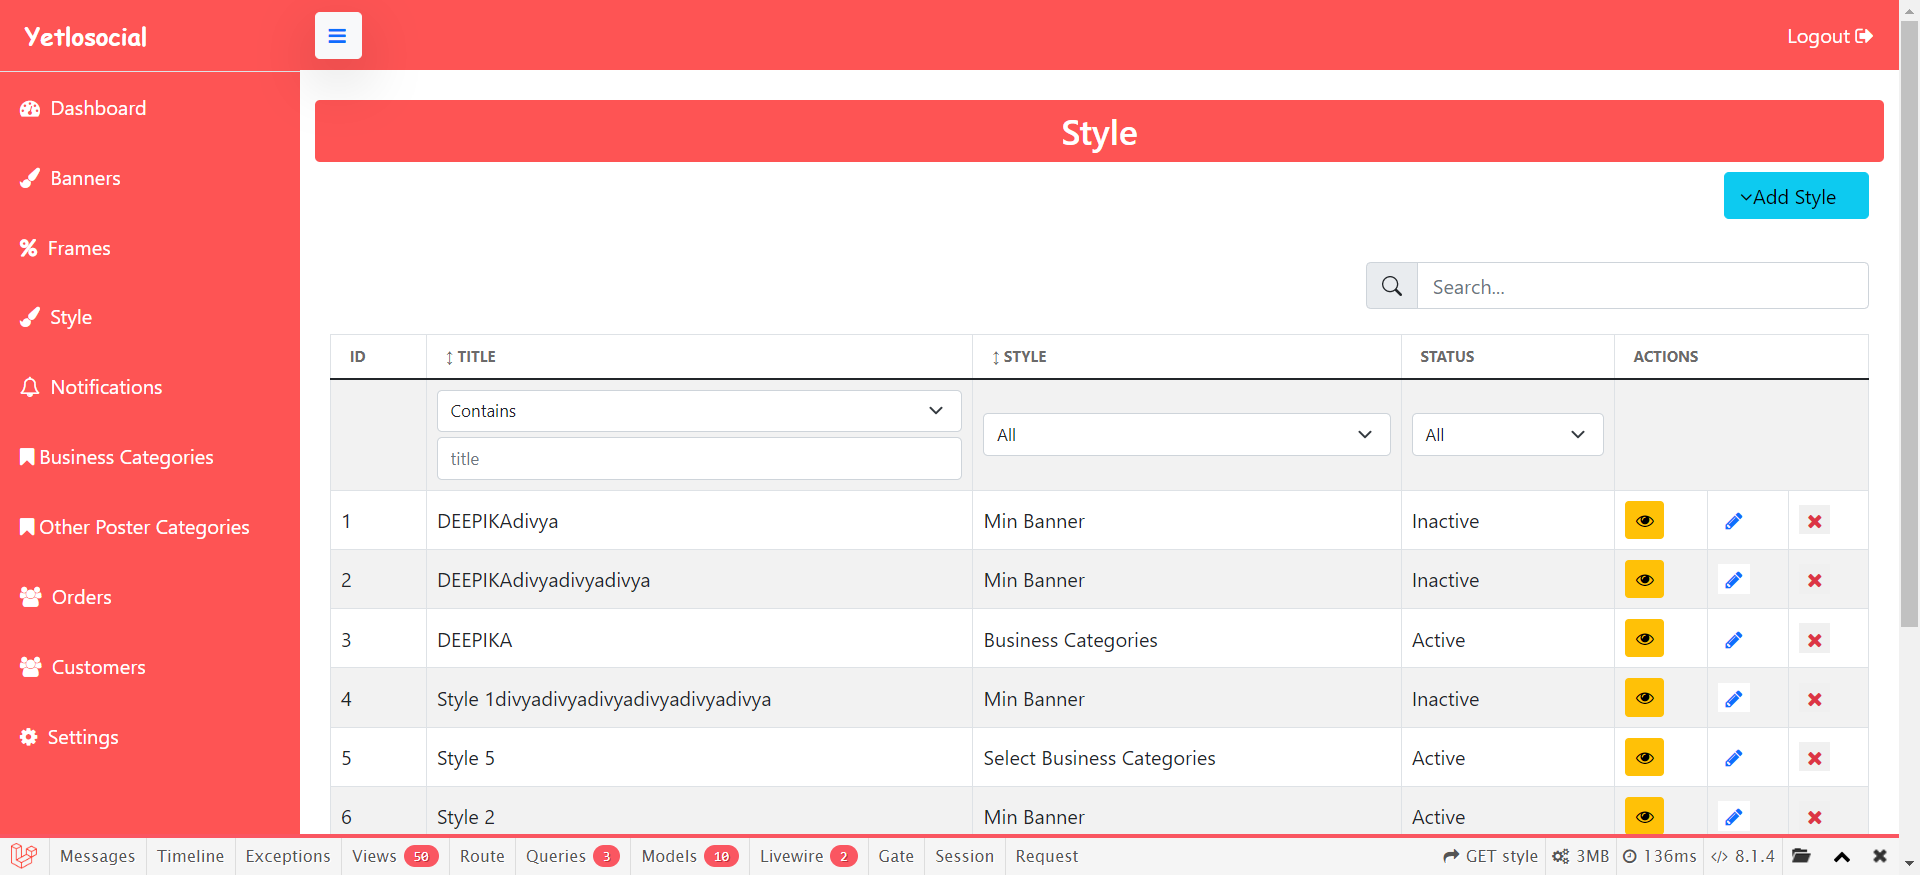 Yetlosocial
Logout
Dashboard
Banners
Frames
Style
Notifications
Business Categories
Other Poster Categories
Orders
Customers
Settings
Style
Add Style
Search...
ID TITLE STYLE STATUS ACTIONS
Contains
title
All
All
1 DEEPIKAdivya Min Banner Inactive
2 DEEPIKAdivyadivyadivya Min Banner Inactive
3 DEEPIKA Business Categories Active
4 Style 1divyadivyadivyadivyadivyadivya Min Banner Inactive
5 Style 5 Select Business Categories Active
6 Style 2 Min Banner Active
Messages Timeline Exceptions Views 50 Route Queries 3 Models 10 Livewire 2 Gate Session Request GET style 3MB 136ms 8.1.4